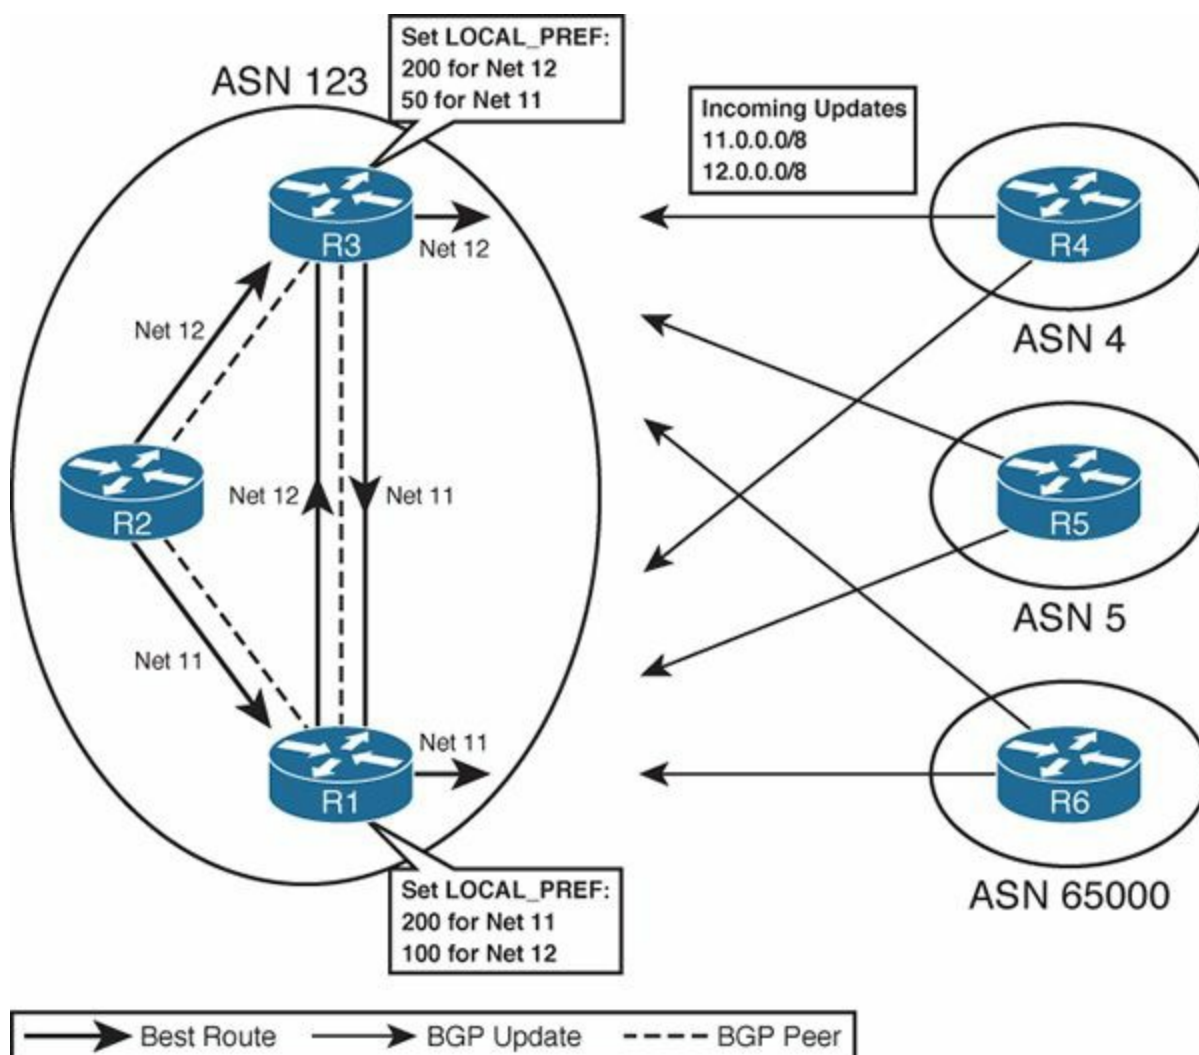 Set LOCAL_PREF:
200 for Net 12
50 for Net 11
ASN 123
Incoming Updates
11.0.0.0/8
12.0.0.0/8
R3
Net 12
R4
ASN 4
Net 12
Net 12
Net 11
R2
R5
ASN 5
Net 11
Net 11
R1
R6
ASN 65000
Set LOCAL_PREF:
200 for Net 11
100 for Net 12
Best Route
BGP Update
BGP Peer